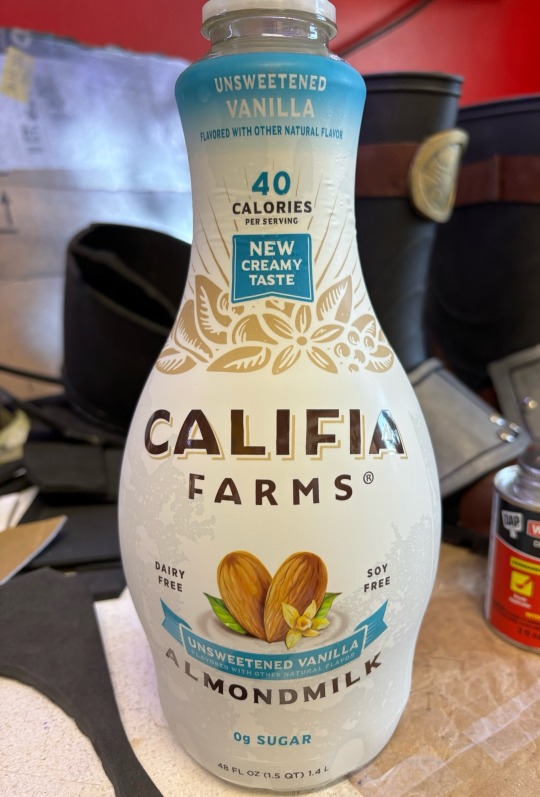 UNSWEETENED
VANILLA
FLAVORED WITH OTHER NATURAL FLAVOR
40
CALORIES
PER SERVING
NEW
CREAMY
TASTE
CALIFIA
FARMS®
DAIRY
FREE
SOY
FREE
UNSWEETENED VANILLA
FLAVORED WITH OTHER NATURAL FLAVOR
ALMONDMILK
0g SUGAR
48 FL OZ (1.5 QT) 1.4 L
DAP